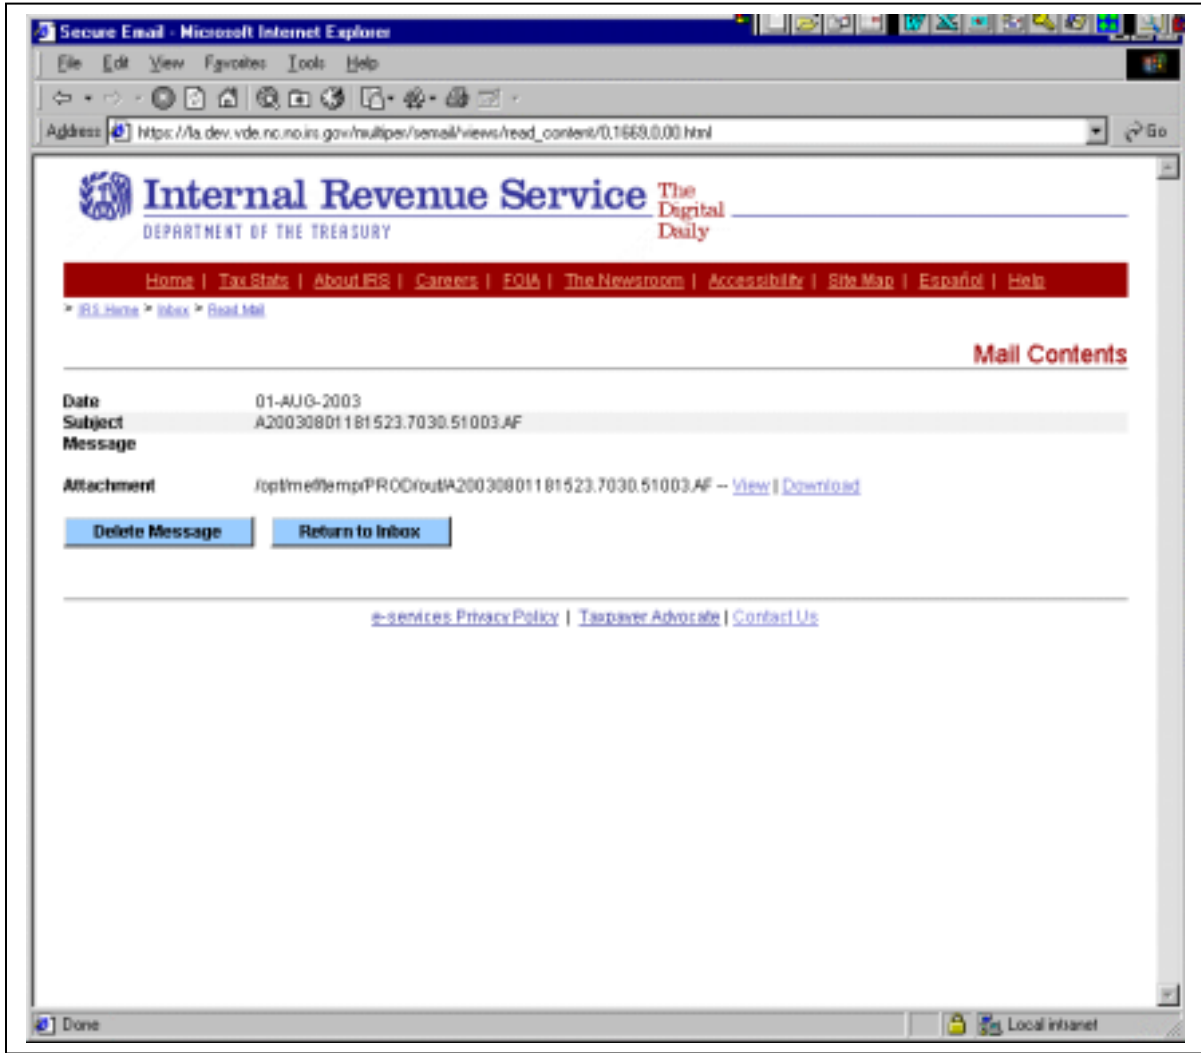 Secure Email - Microsoft Internet Explorer
File Edit View Favorites Tools Help
Address https://la.dev.vde.nc.no.irs.gov/multiper/semail/views/read_content/0,1669,0,00.html Go
Internal Revenue Service The Digital Daily
DEPARTMENT OF THE TREASURY
Home | Tax Stats | About IRS | Careers | FOIA | The Newsroom | Accessibility | Site Map | Español | Help
> IRS Home > Inbox > Read Mail
Mail Contents
Date 01-AUG-2003
Subject A20030801181523.7030.51003.AF
Message
Attachment /opt/mef/temp/PROD/out/A20030801181523.7030.51003.AF -- View | Download
Delete Message Return to Inbox
e-services Privacy Policy | Taxpayer Advocate | Contact Us
Done Local intranet